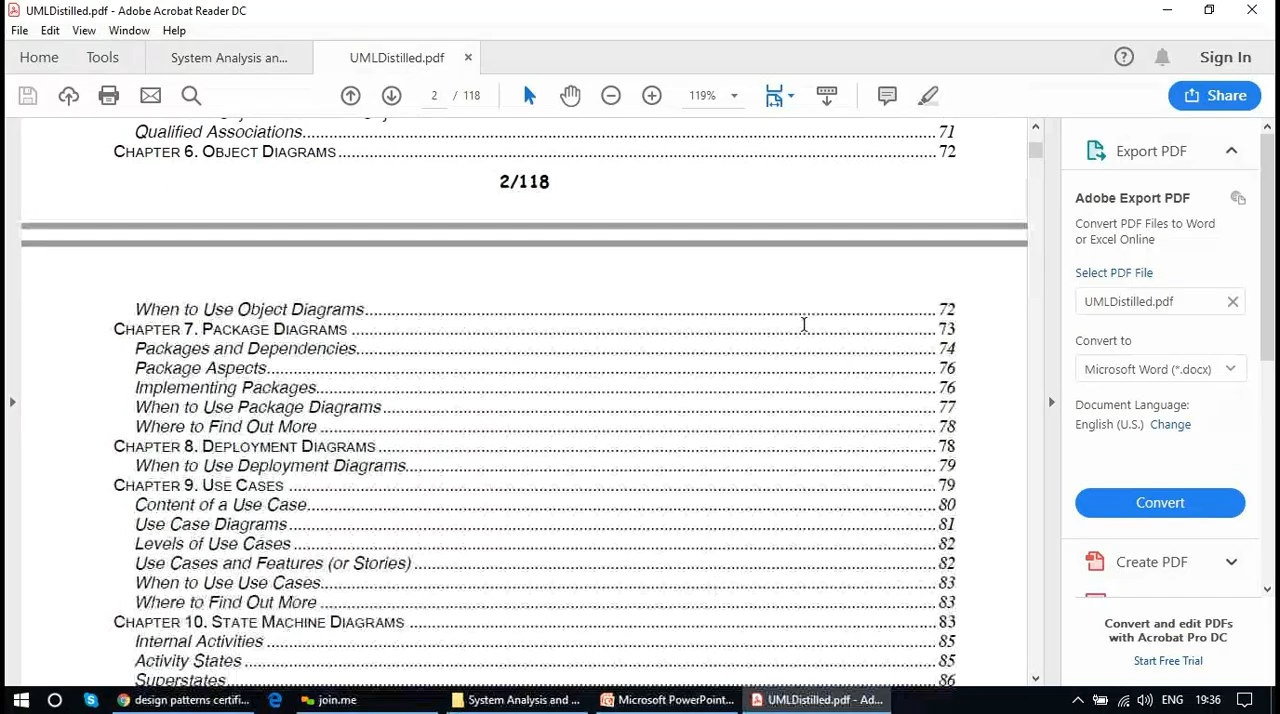 UMLDistilled.pdf - Adobe Acrobat Reader DC
File Edit View Window Help
Home Tools System Analysis an... UMLDistilled.pdf × Sign In
2 / 118 119% Share
Qualified Associations 71
CHAPTER 6. OBJECT DIAGRAMS 72
2/118
When to Use Object Diagrams 72
CHAPTER 7. PACKAGE DIAGRAMS 73
Packages and Dependencies 74
Package Aspects 76
Implementing Packages 76
When to Use Package Diagrams 77
Where to Find Out More 78
CHAPTER 8. DEPLOYMENT DIAGRAMS 78
When to Use Deployment Diagrams 79
CHAPTER 9. USE CASES 79
Content of a Use Case 80
Use Case Diagrams 81
Levels of Use Cases 82
Use Cases and Features (or Stories) 82
When to Use Use Cases 83
Where to Find Out More 83
CHAPTER 10. STATE MACHINE DIAGRAMS 83
Internal Activities 85
Activity States 85
Superstates 86
Export PDF
Adobe Export PDF
Convert PDF Files to Word
or Excel Online
Select PDF File
UMLDistilled.pdf
Convert to
Microsoft Word (*.docx)
Document Language:
English (U.S.) Change
Convert
Create PDF
Convert and edit PDFs
with Acrobat Pro DC
Start Free Trial
design patterns certifi... join.me System Analysis and ... Microsoft PowerPoint... UMLDistilled.pdf - Ad... ENG 19:36